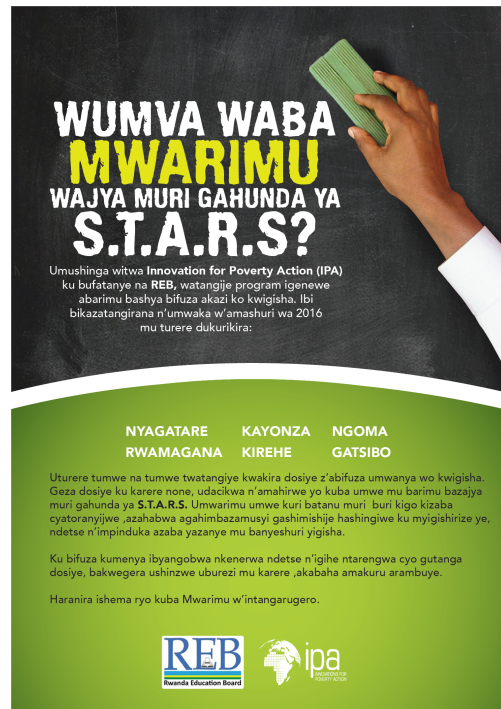 WUMVA WABA
MWARIMU
WAJYA MURI GAHUNDA YA
S.T.A.R.S?
Umushinga witwa Innovation for Poverty Action (IPA)
ku bufatanye na REB, watangije program igenewe
abarimu bashya bifuza akazi ko kwigisha. Ibi
bikazatangirana n'umwaka w'amashuri wa 2016
mu turere dukurikira:
NYAGATARE KAYONZA NGOMA
RWAMAGANA KIREHE GATSIBO
Uturere tumwe na tumwe twatangiye kwakira dosiye z'abifuza umwanya wo kwigisha.
Geza dosiye ku karere none, udacikwa n'amahirwe yo kuba umwe mu barimu bazajya
muri gahunda ya S.T.A.R.S. Umwarimu umwe kuri batanu muri buri kigo kizaba
cyatoranyijwe ,azahabwa agahimbazamusyi gashimishije hashingiwe ku myigishirize ye,
ndetse n'impinduka azaba yazanye mu banyeshuri yigisha.
Ku bifuza kumenya ibyangobwa nkenerwa ndetse n'igihe ntarengwa cyo gutanga
dosiye, bakwegera ushinzwe uburezi mu karere ,akabaha amakuru arambuye.
Haranira ishema ryo kuba Mwarimu w'intangarugero.
REB
Rwanda Education Board
ipa
INNOVATIONS FOR
POVERTY ACTION